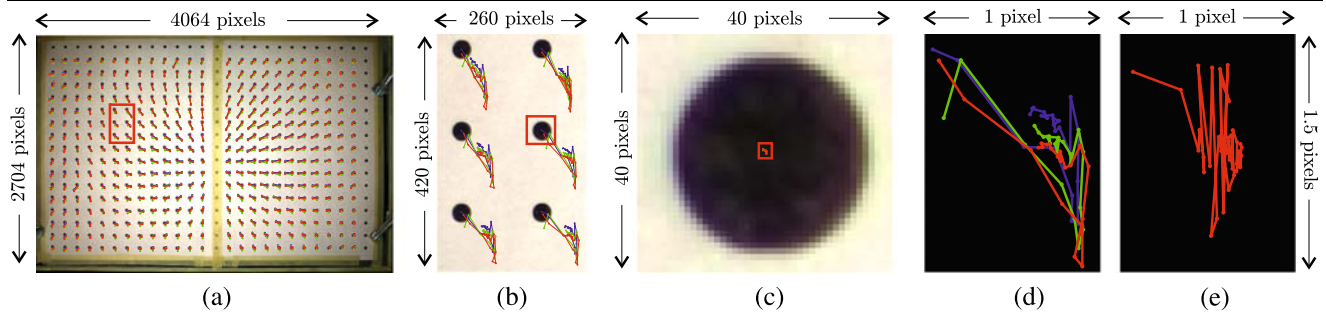 4064 pixels
260 pixels
40 pixels
1 pixel
1 pixel
2704 pixels
420 pixels
40 pixels
1.5 pixels
(a)
(b)
(c)
(d)
(e)